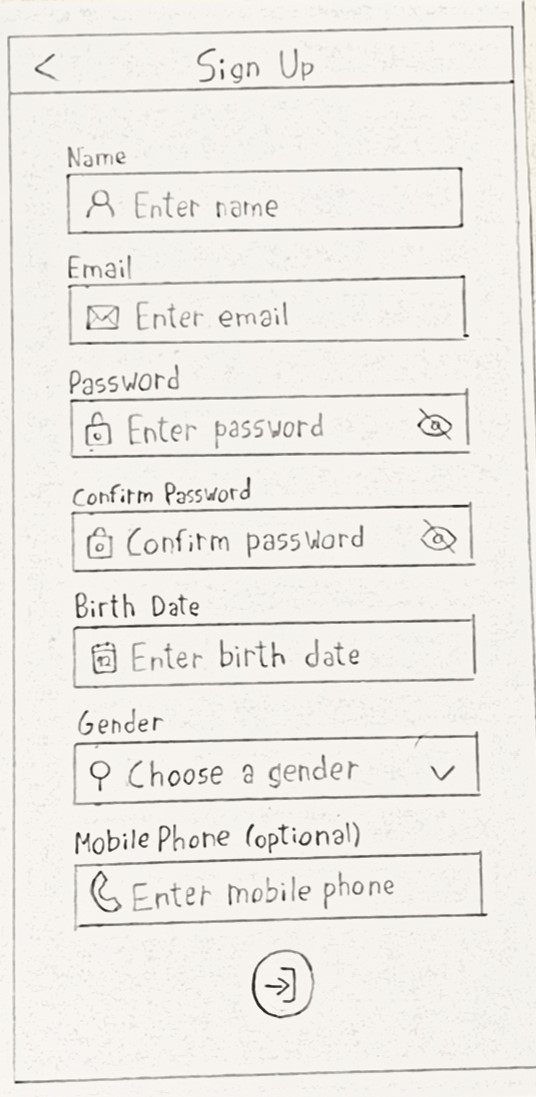 Sign Up
Name
Enter name
Email
Enter email
Password
Enter password
Confirm Password
Confirm password
Birth Date
12
Enter birth date
Gender
Choose a gender
Mobile Phone (optional)
Enter mobile phone